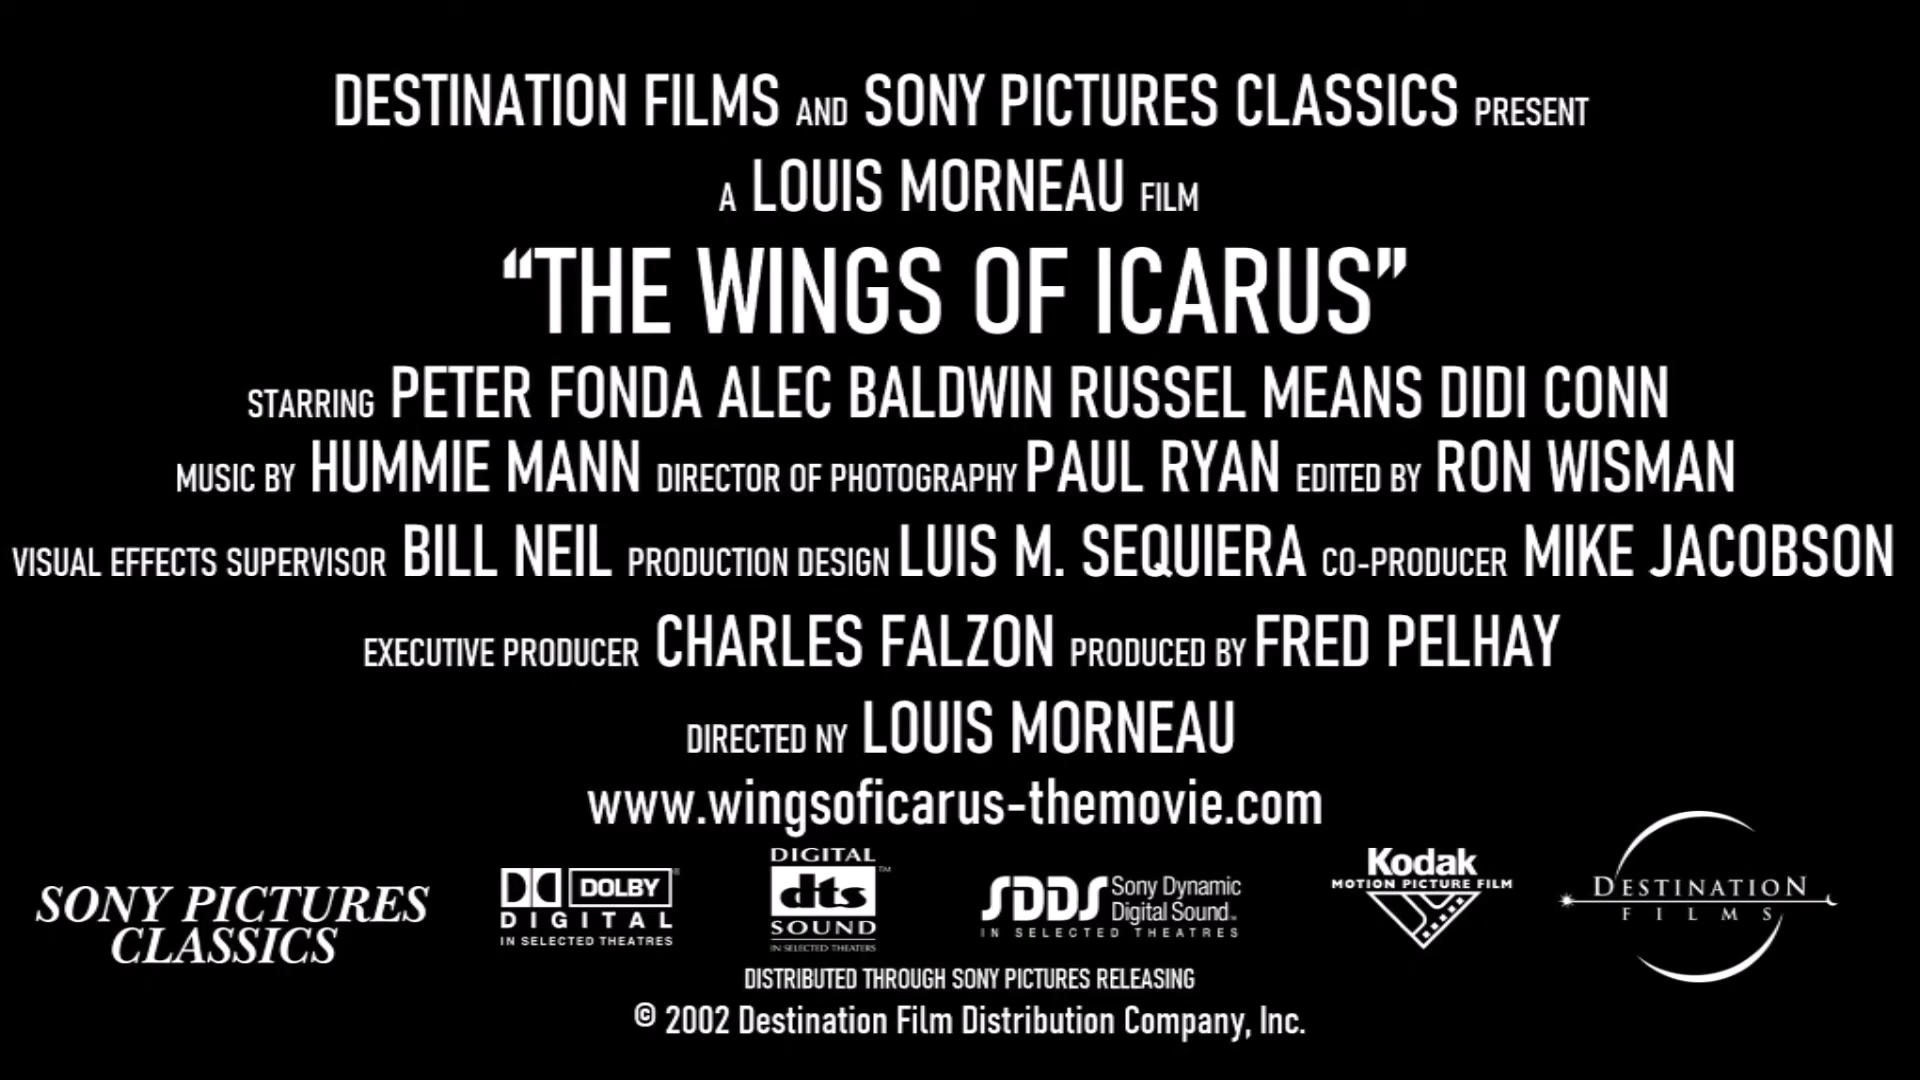 DESTINATION FILMS AND SONY PICTURES CLASSICS PRESENT
A LOUIS MORNEAU FILM
“THE WINGS OF ICARUS”
STARRING PETER FONDA ALEC BALDWIN RUSSEL MEANS DIDI CONN
MUSIC BY HUMMIE MANN DIRECTOR OF PHOTOGRAPHY PAUL RYAN EDITED BY RON WISMAN
VISUAL EFFECTS SUPERVISOR BILL NEIL PRODUCTION DESIGN LUIS M. SEQUIERA CO-PRODUCER MIKE JACOBSON
EXECUTIVE PRODUCER CHARLES FALZON PRODUCED BY FRED PELHAY
DIRECTED NY LOUIS MORNEAU
www.wingsoficarus-themovie.com
SONY PICTURES
CLASSICS
DOLBY
DIGITAL
IN SELECTED THEATRES
DIGITAL
dts™
SOUND
IN SELECTED THEATERS
SDDS Sony Dynamic
Digital Sound™
IN SELECTED THEATRES
Kodak
MOTION PICTURE FILM
DESTINATION
FILMS
DISTRIBUTED THROUGH SONY PICTURES RELEASING
© 2002 Destination Film Distribution Company, Inc.